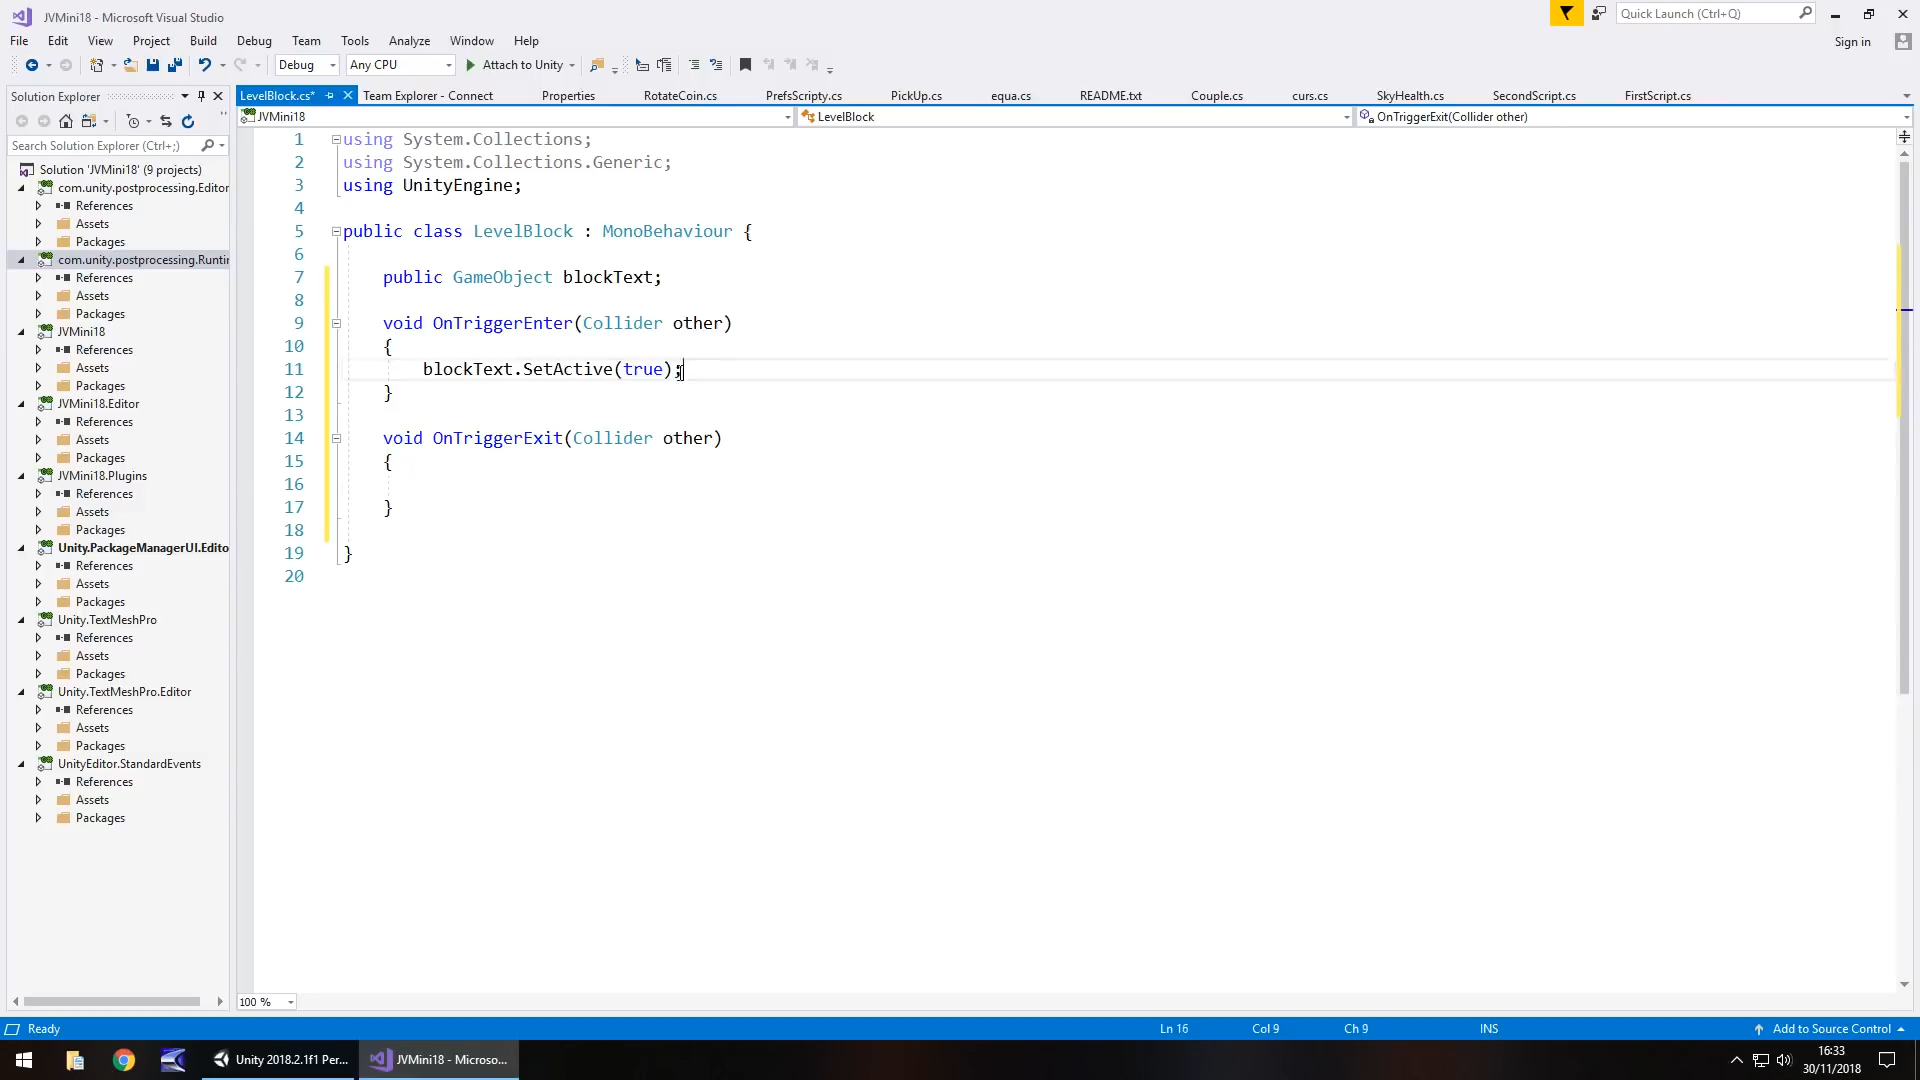 JVMini18 - Microsoft Visual Studio
Quick Launch (Ctrl+Q)
File Edit View Project Build Debug Team Tools Analyze Window Help
Sign in
Debug Any CPU Attach to Unity
Solution Explorer
LevelBlock.cs* Team Explorer - Connect Properties RotateCoin.cs PrefsScripty.cs PickUp.cs equa.cs README.txt Couple.cs curs.cs SkyHealth.cs SecondScript.cs FirstScript.cs
JVMini18 LevelBlock OnTriggerExit(Collider other)
Search Solution Explorer (Ctrl+;)
Solution 'JVMini18' (9 projects)
com.unity.postprocessing.Editor
References
Assets
Packages
com.unity.postprocessing.Runtim
References
Assets
Packages
JVMini18
References
Assets
Packages
JVMini18.Editor
References
Assets
Packages
JVMini18.Plugins
References
Assets
Packages
Unity.PackageManagerUI.Edito
References
Assets
Packages
Unity.TextMeshPro
References
Assets
Packages
Unity.TextMeshPro.Editor
References
Assets
Packages
UnityEditor.StandardEvents
References
Assets
Packages
1 using System.Collections;
2 using System.Collections.Generic;
3 using UnityEngine;
4
5 public class LevelBlock : MonoBehaviour {
6
7 public GameObject blockText;
8
9 void OnTriggerEnter(Collider other)
10 {
11 blockText.SetActive(true);
12 }
13
14 void OnTriggerExit(Collider other)
15 {
16
17 }
18
19 }
20
100 %
Ready Ln 16 Col 9 Ch 9 INS Add to Source Control
Unity 2018.2.1f1 Per... JVMini18 - Microso...
16:33
30/11/2018